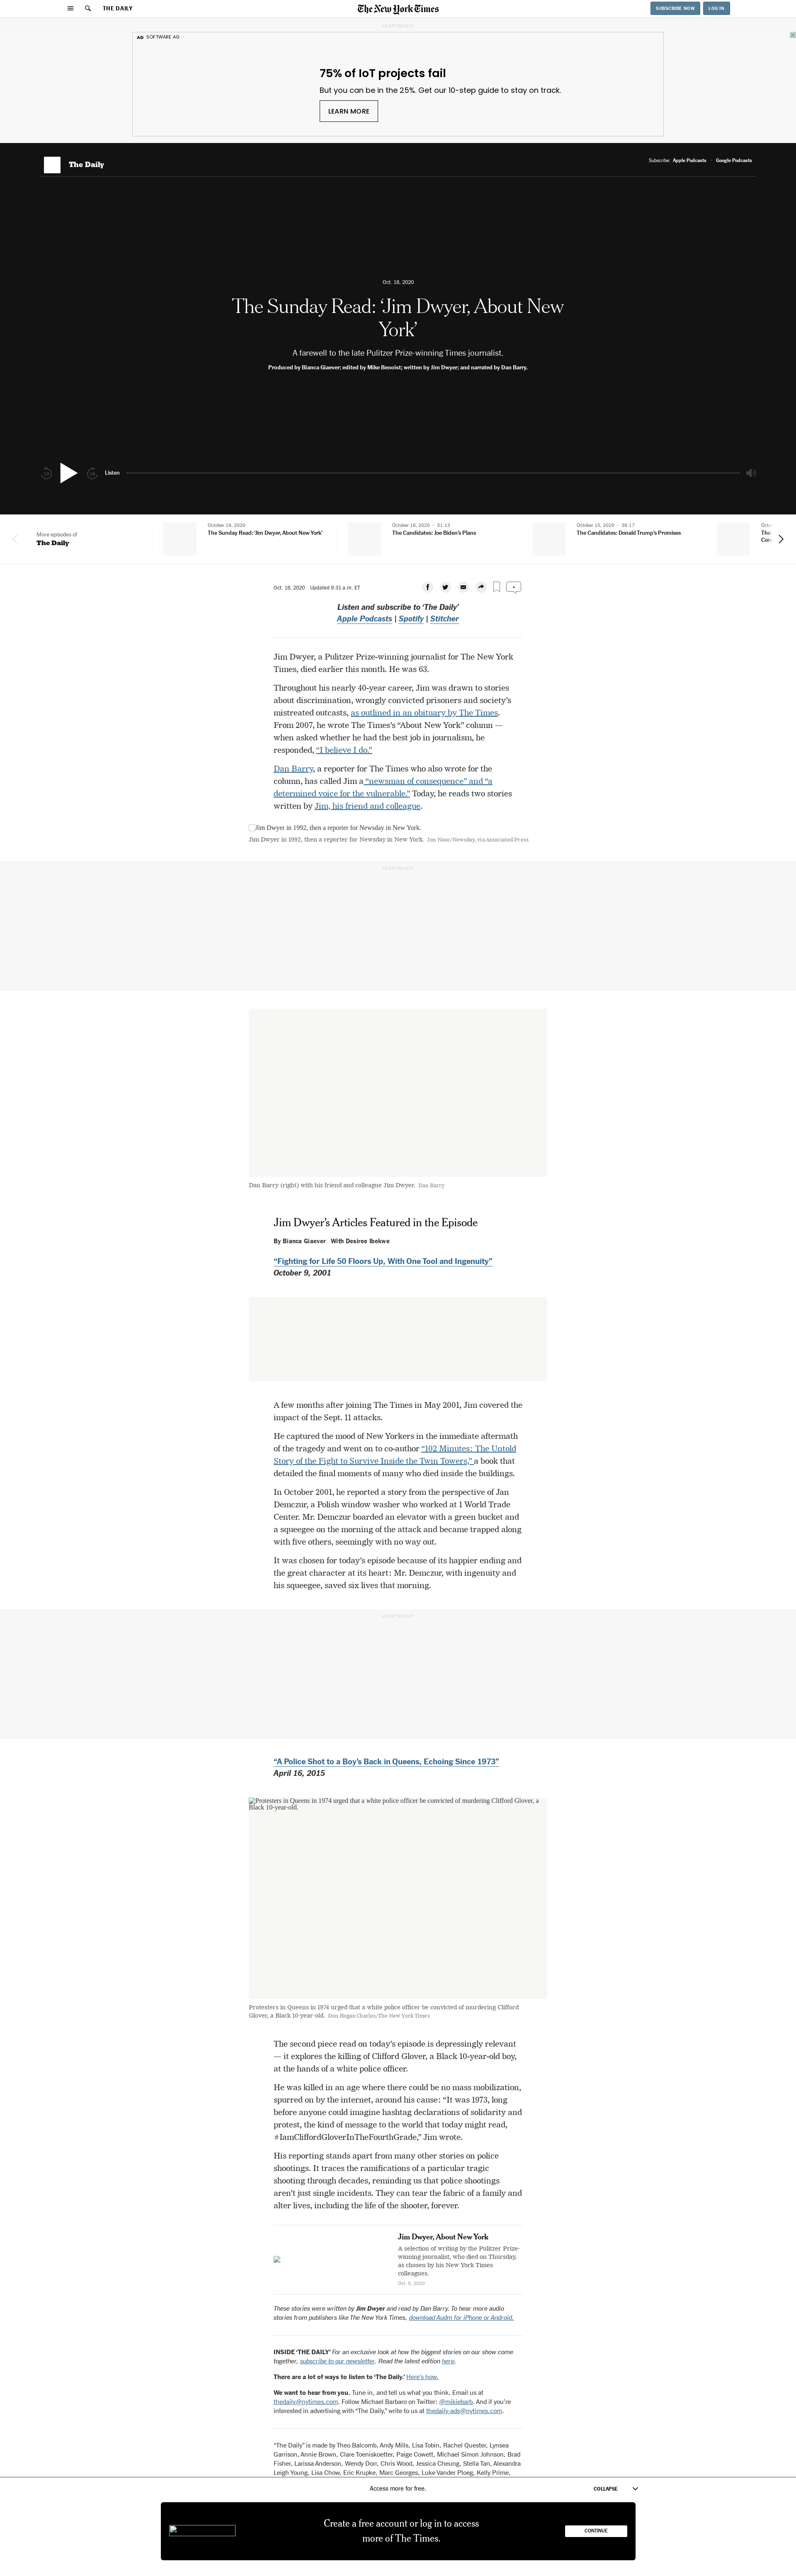 THE DAILY
The New York Times
SUBSCRIBE NOW
LOG IN
ADVERTISEMENT
AD SOFTWARE AG
75% of IoT projects fail
But you can be in the 25%. Get our 10-step guide to stay on track.
LEARN MORE
The Daily
Subscribe: Apple Podcasts · Google Podcasts
Oct. 18, 2020
The Sunday Read: ‘Jim Dwyer, About New
York’
A farewell to the late Pulitzer Prize-winning Times journalist.
Produced by Bianca Giaever; edited by Mike Benoist; written by Jim Dwyer; and narrated by Dan Barry.
Listen
More episodes of
The Daily
October 18, 2020
The Sunday Read: ‘Jim Dwyer, About New York’
October 16, 2020 · 31:15
The Candidates: Joe Biden’s Plans
October 15, 2020 · 38:17
The Candidates: Donald Trump’s Promises
Oct. 18, 2020 Updated 9:31 a.m. ET
Listen and subscribe to ‘The Daily’
Apple Podcasts | Spotify | Stitcher
Jim Dwyer, a Pulitzer Prize-winning journalist for The New York
Times, died earlier this month. He was 63.
Throughout his nearly 40-year career, Jim was drawn to stories
about discrimination, wrongly convicted prisoners and society’s
mistreated outcasts, as outlined in an obituary by The Times.
From 2007, he wrote The Times’s “About New York” column —
when asked whether he had the best job in journalism, he
responded, “I believe I do.”
Dan Barry, a reporter for The Times who also wrote for the
column, has called Jim a “newsman of consequence” and “a
determined voice for the vulnerable.” Today, he reads two stories
written by Jim, his friend and colleague.
Jim Dwyer in 1992, then a reporter for Newsday in New York.
Jim Dwyer in 1992, then a reporter for Newsday in New York. Jon Naso/Newsday, via Associated Press
ADVERTISEMENT
Dan Barry (right) with his friend and colleague Jim Dwyer. Dan Barry
Jim Dwyer’s Articles Featured in the Episode
By Bianca Giaever With Desiree Ibekwe
“Fighting for Life 50 Floors Up, With One Tool and Ingenuity”
October 9, 2001
A few months after joining The Times in May 2001, Jim covered the
impact of the Sept. 11 attacks.
He captured the mood of New Yorkers in the immediate aftermath
of the tragedy and went on to co-author “102 Minutes: The Untold
Story of the Fight to Survive Inside the Twin Towers,” a book that
detailed the final moments of many who died inside the buildings.
In October 2001, he reported a story from the perspective of Jan
Demczur, a Polish window washer who worked at 1 World Trade
Center. Mr. Demczur boarded an elevator with a green bucket and
a squeegee on the morning of the attack and became trapped along
with five others, seemingly with no way out.
It was chosen for today’s episode because of its happier ending and
the great character at its heart: Mr. Demczur, with ingenuity and
his squeegee, saved six lives that morning.
ADVERTISEMENT
“A Police Shot to a Boy’s Back in Queens, Echoing Since 1973”
April 16, 2015
Protesters in Queens in 1974 urged that a white police officer be convicted of murdering Clifford Glover, a
Black 10-year-old.
Protesters in Queens in 1974 urged that a white police officer be convicted of murdering Clifford
Glover, a Black 10-year-old. Don Hogan Charles/The New York Times
The second piece read on today’s episode is depressingly relevant
— it explores the killing of Clifford Glover, a Black 10-year-old boy,
at the hands of a white police officer.
He was killed in an age where there could be no mass mobilization,
spurred on by the internet, around his cause: “It was 1973, long
before anyone could imagine hashtag declarations of solidarity and
protest, the kind of message to the world that today might read,
#IamCliffordGloverInTheFourthGrade,” Jim wrote.
His reporting stands apart from many other stories on police
shootings. It traces the ramifications of a particular tragic
shooting through decades, reminding us that police shootings
aren’t just single incidents. They can tear the fabric of a family and
alter lives, including the life of the shooter, forever.
Jim Dwyer, About New York
A selection of writing by the Pulitzer Prize-
winning journalist, who died on Thursday,
as chosen by his New York Times
colleagues.
Oct. 8, 2020
These stories were written by Jim Dwyer and read by Dan Barry. To hear more audio
stories from publishers like The New York Times, download Audm for iPhone or Android.
INSIDE ‘THE DAILY’ For an exclusive look at how the biggest stories on our show come
together, subscribe to our newsletter. Read the latest edition here.
There are a lot of ways to listen to ‘The Daily.’ Here’s how.
We want to hear from you. Tune in, and tell us what you think. Email us at
thedaily@nytimes.com. Follow Michael Barbaro on Twitter: @mikiebarb. And if you’re
interested in advertising with “The Daily,” write to us at thedaily-ads@nytimes.com.
“The Daily” is made by Theo Balcomb, Andy Mills, Lisa Tobin, Rachel Quester, Lynsea
Garrison, Annie Brown, Clare Toeniskoetter, Paige Cowett, Michael Simon Johnson, Brad
Fisher, Larissa Anderson, Wendy Dorr, Chris Wood, Jessica Cheung, Stella Tan, Alexandra
Leigh Young, Lisa Chow, Eric Krupke, Marc Georges, Luke Vander Ploeg, Kelly Prime,
Access more for free.
COLLAPSE
Create a free account or log in to access
more of The Times.
CONTINUE